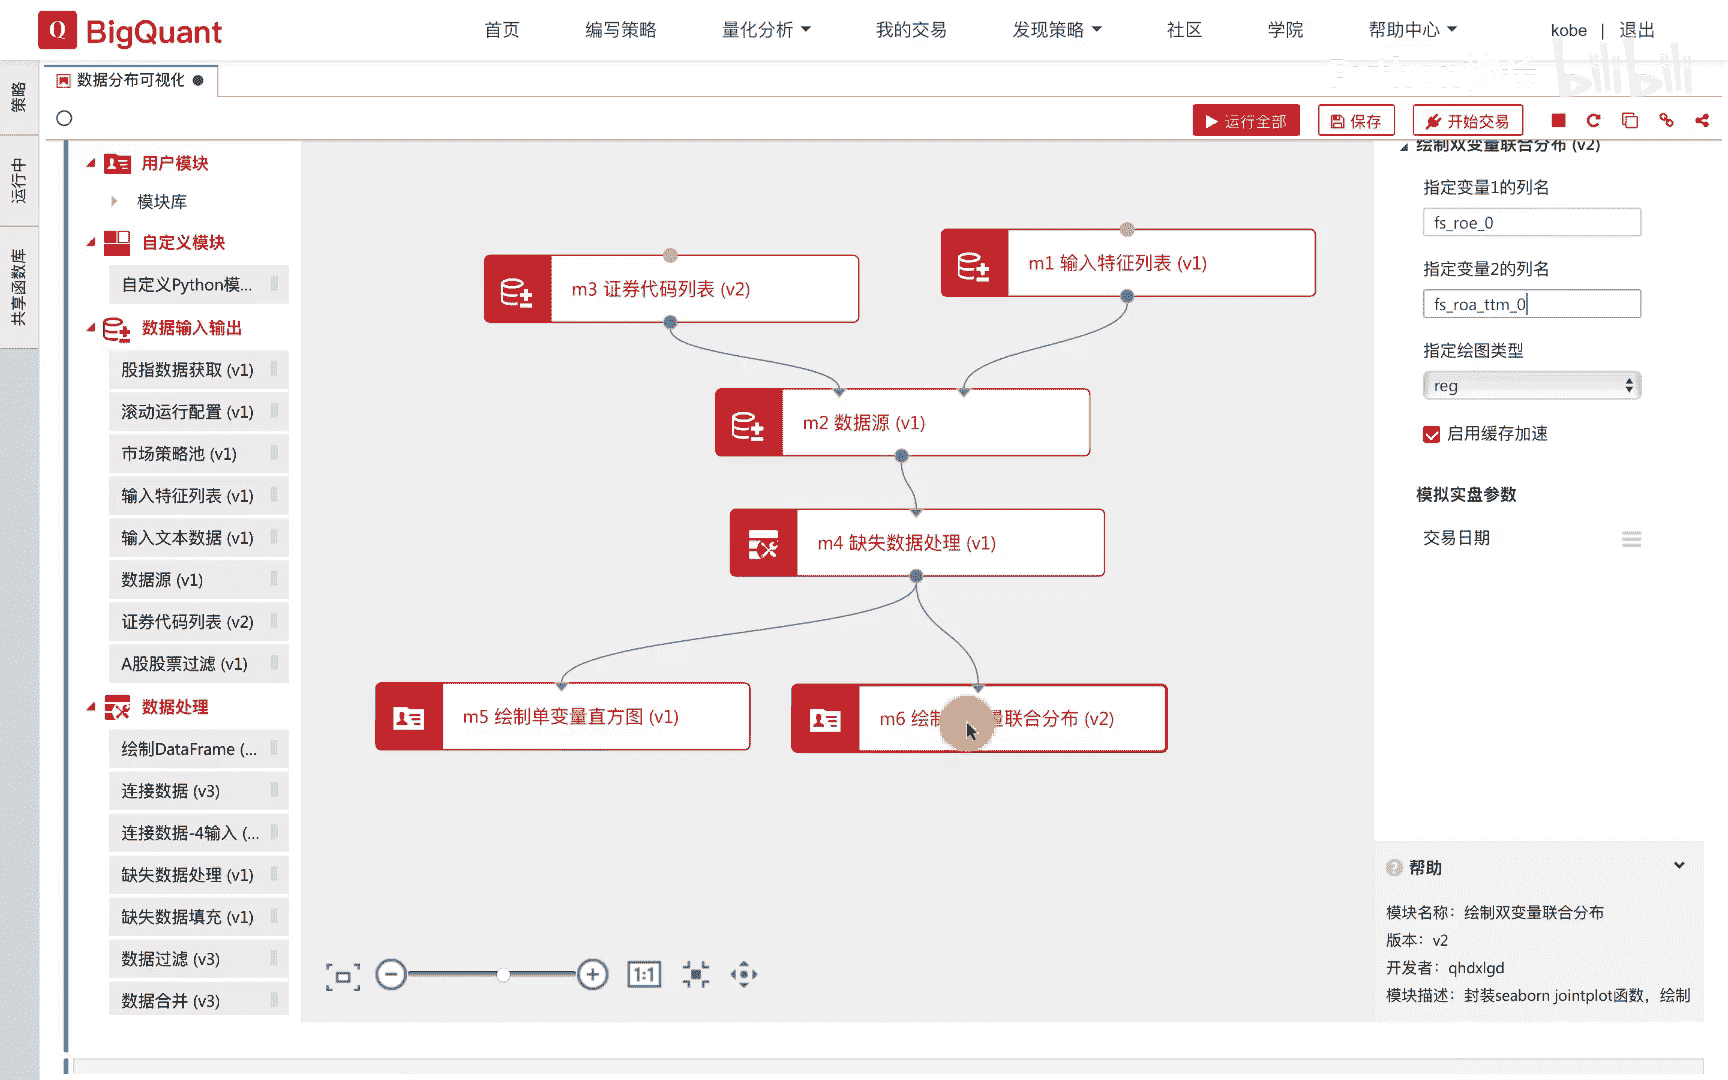 Q BigQuant
首页
编写策略
量化分析
我的交易
发现策略
社区
学院
帮助中心
kobe | 退出
bilibili
策略
运行中
共享函数库
数据分布可视化
运行全部
保存
开始交易
用户模块
模块库
自定义模块
自定义Python模...
数据输入输出
股指数据获取 (v1)
滚动运行配置 (v1)
市场策略池 (v1)
输入特征列表 (v1)
输入文本数据 (v1)
数据源 (v1)
证券代码列表 (v2)
A股股票过滤 (v1)
数据处理
绘制DataFrame (...
连接数据 (v3)
连接数据-4输入 (...
缺失数据处理 (v1)
缺失数据填充 (v1)
数据过滤 (v3)
数据合并 (v3)
m3 证券代码列表 (v2)
m1 输入特征列表 (v1)
m2 数据源 (v1)
m4 缺失数据处理 (v1)
m5 绘制单变量直方图 (v1)
m6 绘制 量联合分布 (v2)
1:1
绘制双变量联合分布 (v2)
指定变量1的列名
fs_roe_0
指定变量2的列名
fs_roa_ttm_0
指定绘图类型
reg
启用缓存加速
模拟实盘参数
交易日期
帮助
模块名称：绘制双变量联合分布
版本：v2
开发者：qhdxlgd
模块描述：封装seaborn jointplot函数，绘制